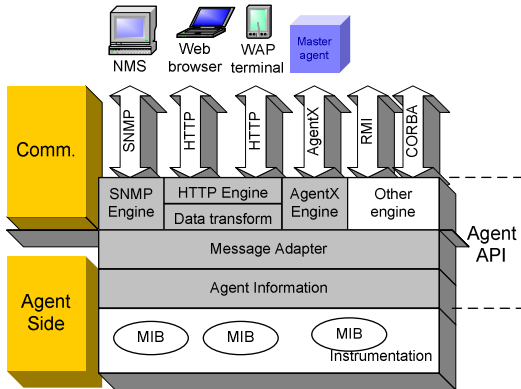 NMS
Web
browser
WAP
terminal
Master
agent
Comm.
SNMP
HTTP
HTTP
AgentX
RMI
CORBA
SNMP
Engine
HTTP Engine
Data transform
AgentX
Engine
Other
engine
Message Adapter
Agent
API
Agent Information
Agent
Side
MIB
MIB
MIB
Instrumentation